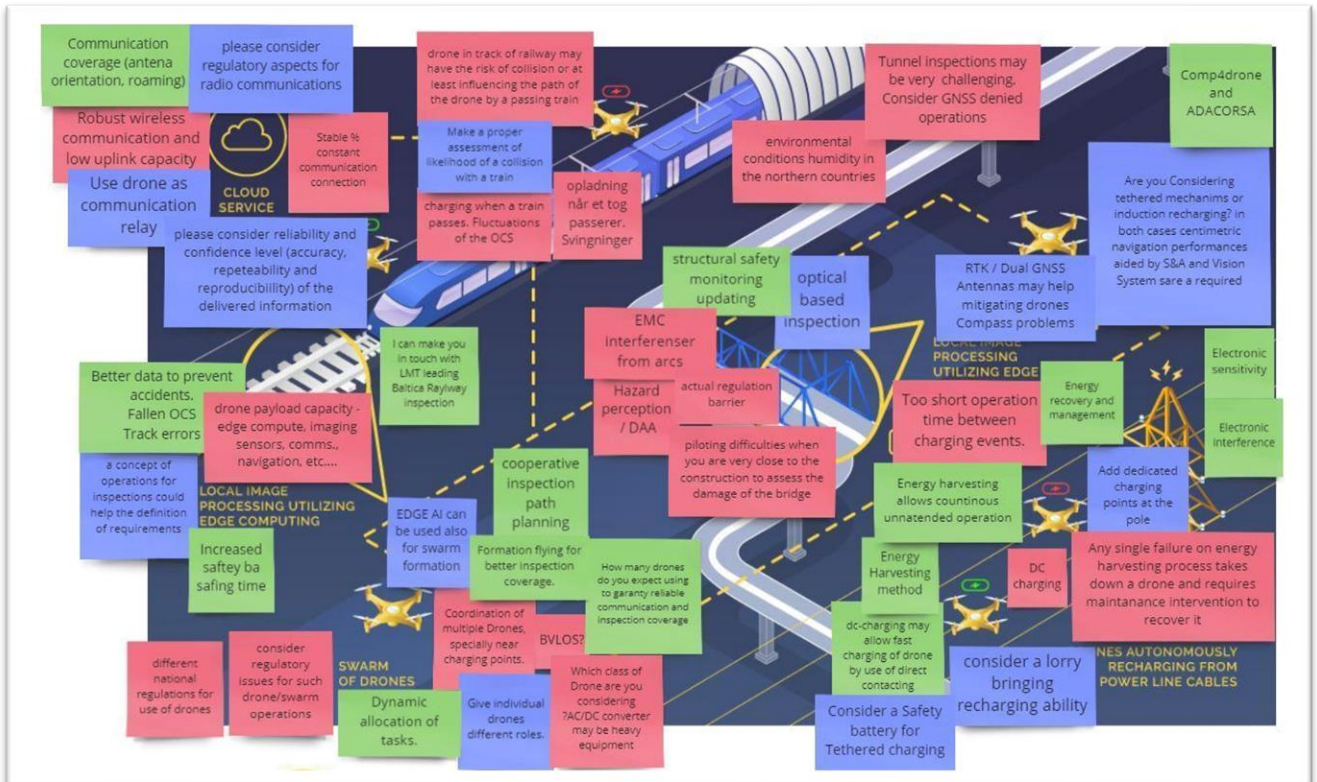 Communication
coverage (antena
orientation, roaming)
please consider
regulatory aspects for
radio communications
Robust wireless
communication and
low uplink capacity
CLOUD
SERVICE
Stable %
constant
communication
connection
Use drone as
communication
relay
please consider reliability and
confidence level (accuracy,
repeteability and
reproducibility) of the
delivered information
drone in track of railway may
have the risk of collision or at
least influencing the path of
the drone by a passing train
Make a proper
assessment of
likelihood of a collision
with a train
charging when a train
passes. Fluctuations
of the OCS
opladning
når et tog
passerer.
Svingninger
Tunnel inspections may
be very challenging.
Consider GNSS denied
operations
environmental
conditions humidity in
the northern countries
Comp4drone
and
ADACORSA
Are you Considering
tethered mechanims or
induction recharging? in
both cases centimetric
navigation performances
aided by S&A and Vision
System sare a required
RTK / Dual GNSS
Antennas may help
mitigating drones
Compass problems
structural safety
monitoring
updating
optical
based
inspection
EMC
interferenser
from arcs
Hazard
perception
/ DAA
actual regulation
barrier
piloting difficulties when
you are very close to the
construction to assess the
damage of the bridge
LOCAL IMAGE
PROCESSING
UTILIZING EDGE
I can make you
in touch with
LMT leading
Baltica Raylway
inspection
Better data to prevent
accidents.
Fallen OCS
Track errors
drone payload capacity -
edge compute, imaging
sensors, comms.,
navigation, etc....
a concept of
operations for
inspections could
help the definition
of requirements
LOCAL IMAGE
PROCESSING UTILIZING
EDGE COMPUTING
Increased
saftey ba
safing time
EDGE AI can
be used also
for swarm
formation
cooperative
inspection
path
planning
Formation flying for
better inspection
coverage.
How many drones
do you expect using
to garanty reliable
communication and
inspection coverage
Too short operation
time between
charging events.
Energy
recovery and
management
Electronic
sensitivity
Electronic
interference
Energy harvesting
allows countinous
unnatended operation
Add dedicated
charging
points at the
pole
Energy
Harvesting
method
DC
charging
Any single failure on energy
harvesting process takes
down a drone and requires
maintanance intervention to
recover it
dc-charging may
allow fast
charging of drone
by use of direct
contacting
consider a lorry
bringing
recharging ability
NES AUTONOMOUSLY
RECHARGING FROM
POWER LINE CABLES
Consider a Safety
battery for
Tethered charging
different
national
regulations for
use of drones
consider
regulatory
issues for such
drone/swarm
operations
SWARM
OF DRONES
Coordination of
multiple Drones,
specially near
charging points.
BVLOS?
Dynamic
allocation of
tasks.
Give individual
drones
different roles.
Which class of
Drone are you
considering
?AC/DC converter
may be heavy
equipment